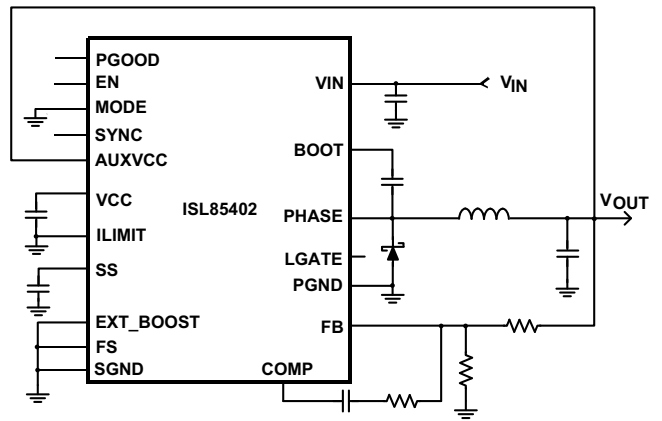 PGOOD
EN
MODE
SYNC
AUXVCC
VCC
ILIMIT
SS
EXT_BOOST
FS
SGND
ISL85402
VIN
BOOT
PHASE
LGATE
PGND
FB
COMP
VIN
VOUT